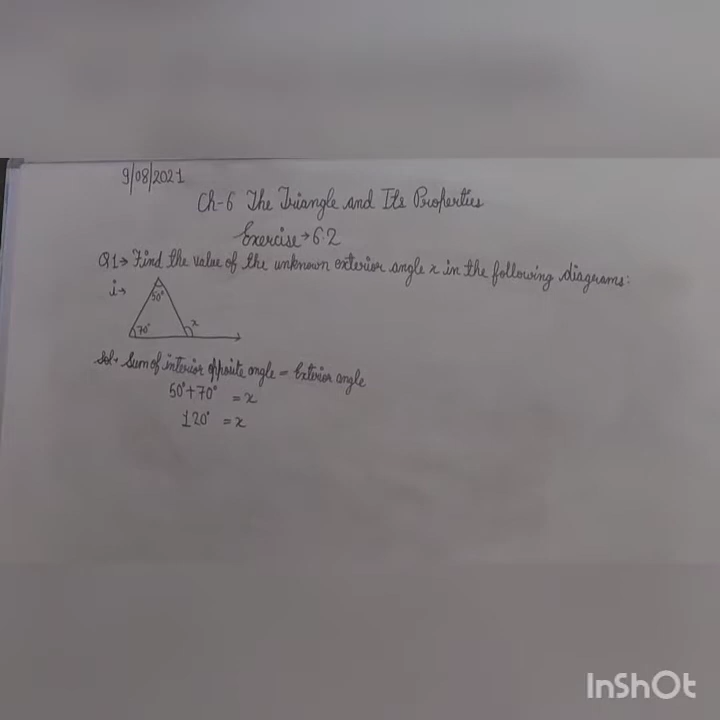 9/08/2021
Ch-6 The Triangle and Its Properties
Exercise → 6.2
Q1→ Find the value of the unknown exterior angle x in the following diagrams:
i→
50°
70°
x
Sol→ Sum of interior opposite angle = Exterior angle
50°+70° = x
120° = x
InShOt